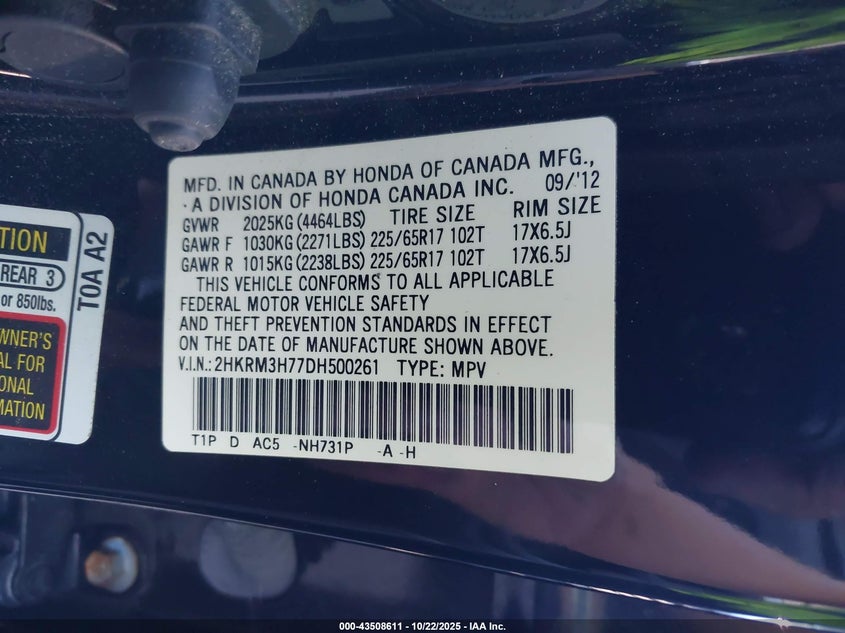 MFD. IN CANADA BY HONDA OF CANADA MFG.,
A DIVISION OF HONDA CANADA INC. 09/'12
GVWR 2025KG (4464LBS) TIRE SIZE RIM SIZE
GAWR F 1030KG (2271LBS) 225/65R17 102T 17X6.5J
GAWR R 1015KG (2238LBS) 225/65R17 102T 17X6.5J
THIS VEHICLE CONFORMS TO ALL APPLICABLE
FEDERAL MOTOR VEHICLE SAFETY
AND THEFT PREVENTION STANDARDS IN EFFECT
ON THE DATE OF MANUFACTURE SHOWN ABOVE.
V.I.N.: 2HKRM3H77DH500261 TYPE: MPV
T1P D AC5 -NH731P -A -H
TION
REAR 3
or 850lbs.
WNER'S
AL FOR
ONAL
MATION
T0A A2
000-43508611 - 10/22/2025 - IAA Inc.